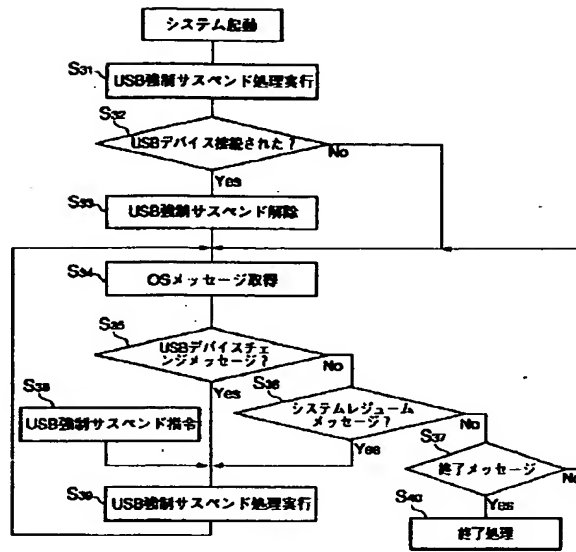 システム起動
S31
USB強制サスペンド処理実行
S32
USBデバイス接続された?
No
Yes
S33
USB強制サスペンド解除
S34
OSメッセージ取得
S35
USBデバイスチェ
ンジメッセージ?
No
Yes
S36
システムレジューム
メッセージ?
No
Yes
S38
USB強制サスペンド指令
S37
終了メッセージ
No
Yes
S39
USB強制サスペンド処理実行
S40
終了処理